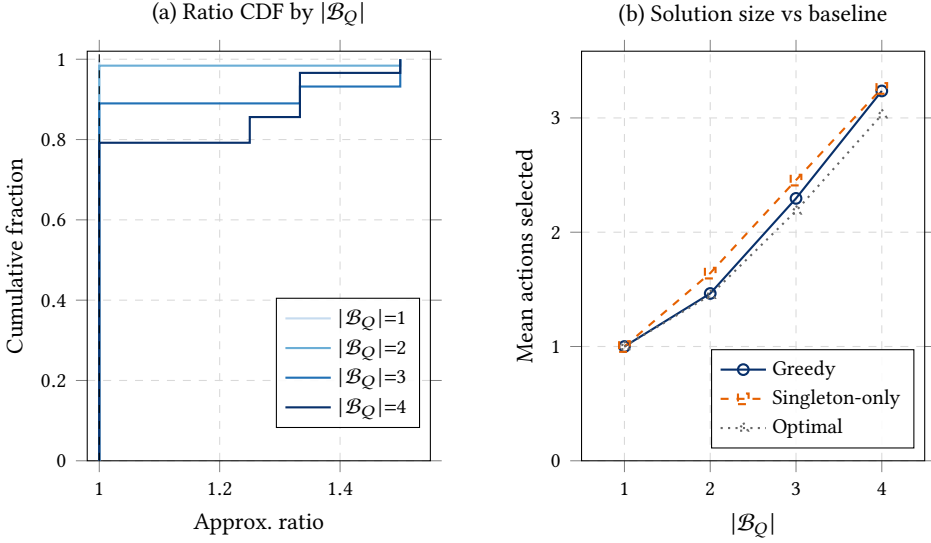 (a) Ratio CDF by |ℬ_Q|
1
0.8
0.6
0.4
0.2
0
Cumulative fraction
1
1.2
1.4
Approx. ratio
|ℬ_Q|=1
|ℬ_Q|=2
|ℬ_Q|=3
|ℬ_Q|=4
(b) Solution size vs baseline
3
2
1
0
Mean actions selected
1
2
3
4
|ℬ_Q|
Greedy
Singleton-only
Optimal